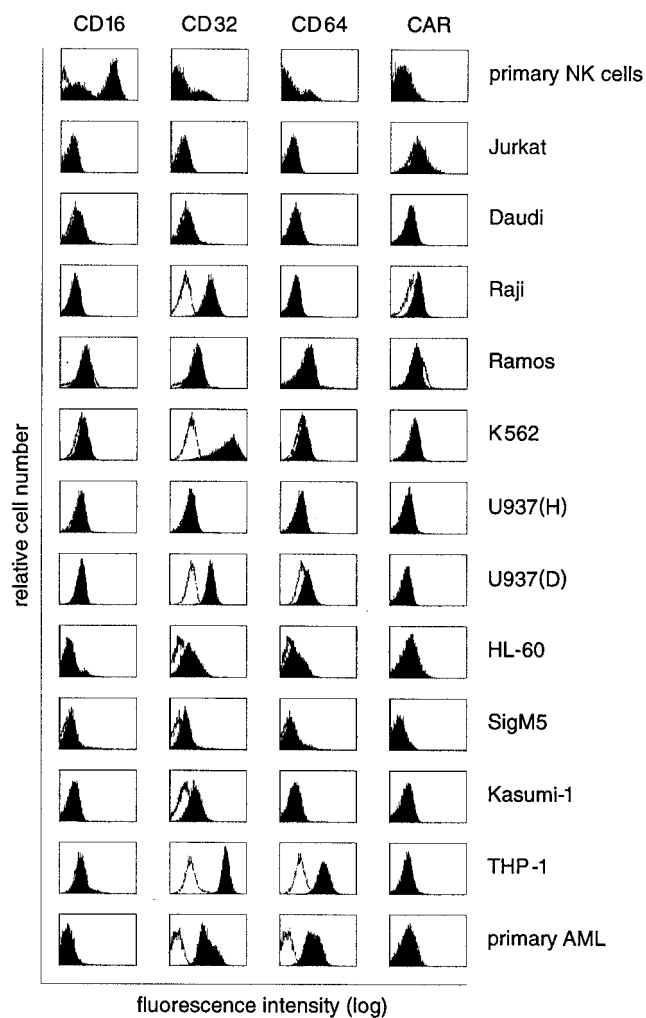 CD16 CD32 CD64 CAR
primary NK cells
Jurkat
Daudi
Raji
Ramos
K562
U937(H)
U937(D)
HL-60
SigM5
Kasumi-1
THP-1
primary AML
relative cell number
fluorescence intensity (log)